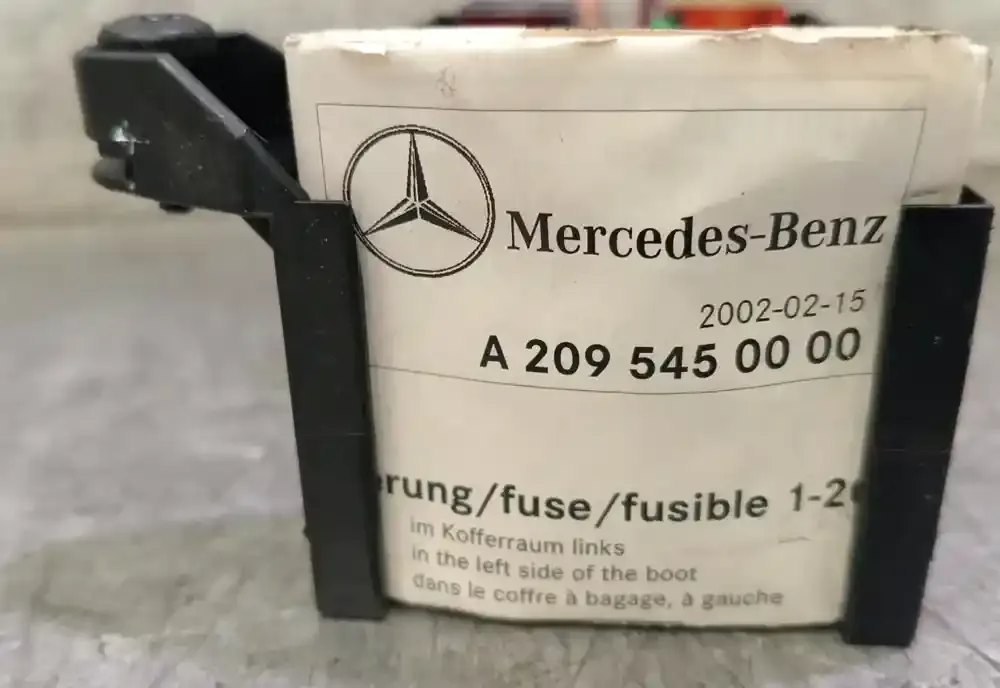 Mercedes-Benz
2002-02-15
A 209 545 00 00
rung/fuse/fusible 1-2
im Kofferraum links
in the left side of the boot
dans le coffre à bagage, à gauche